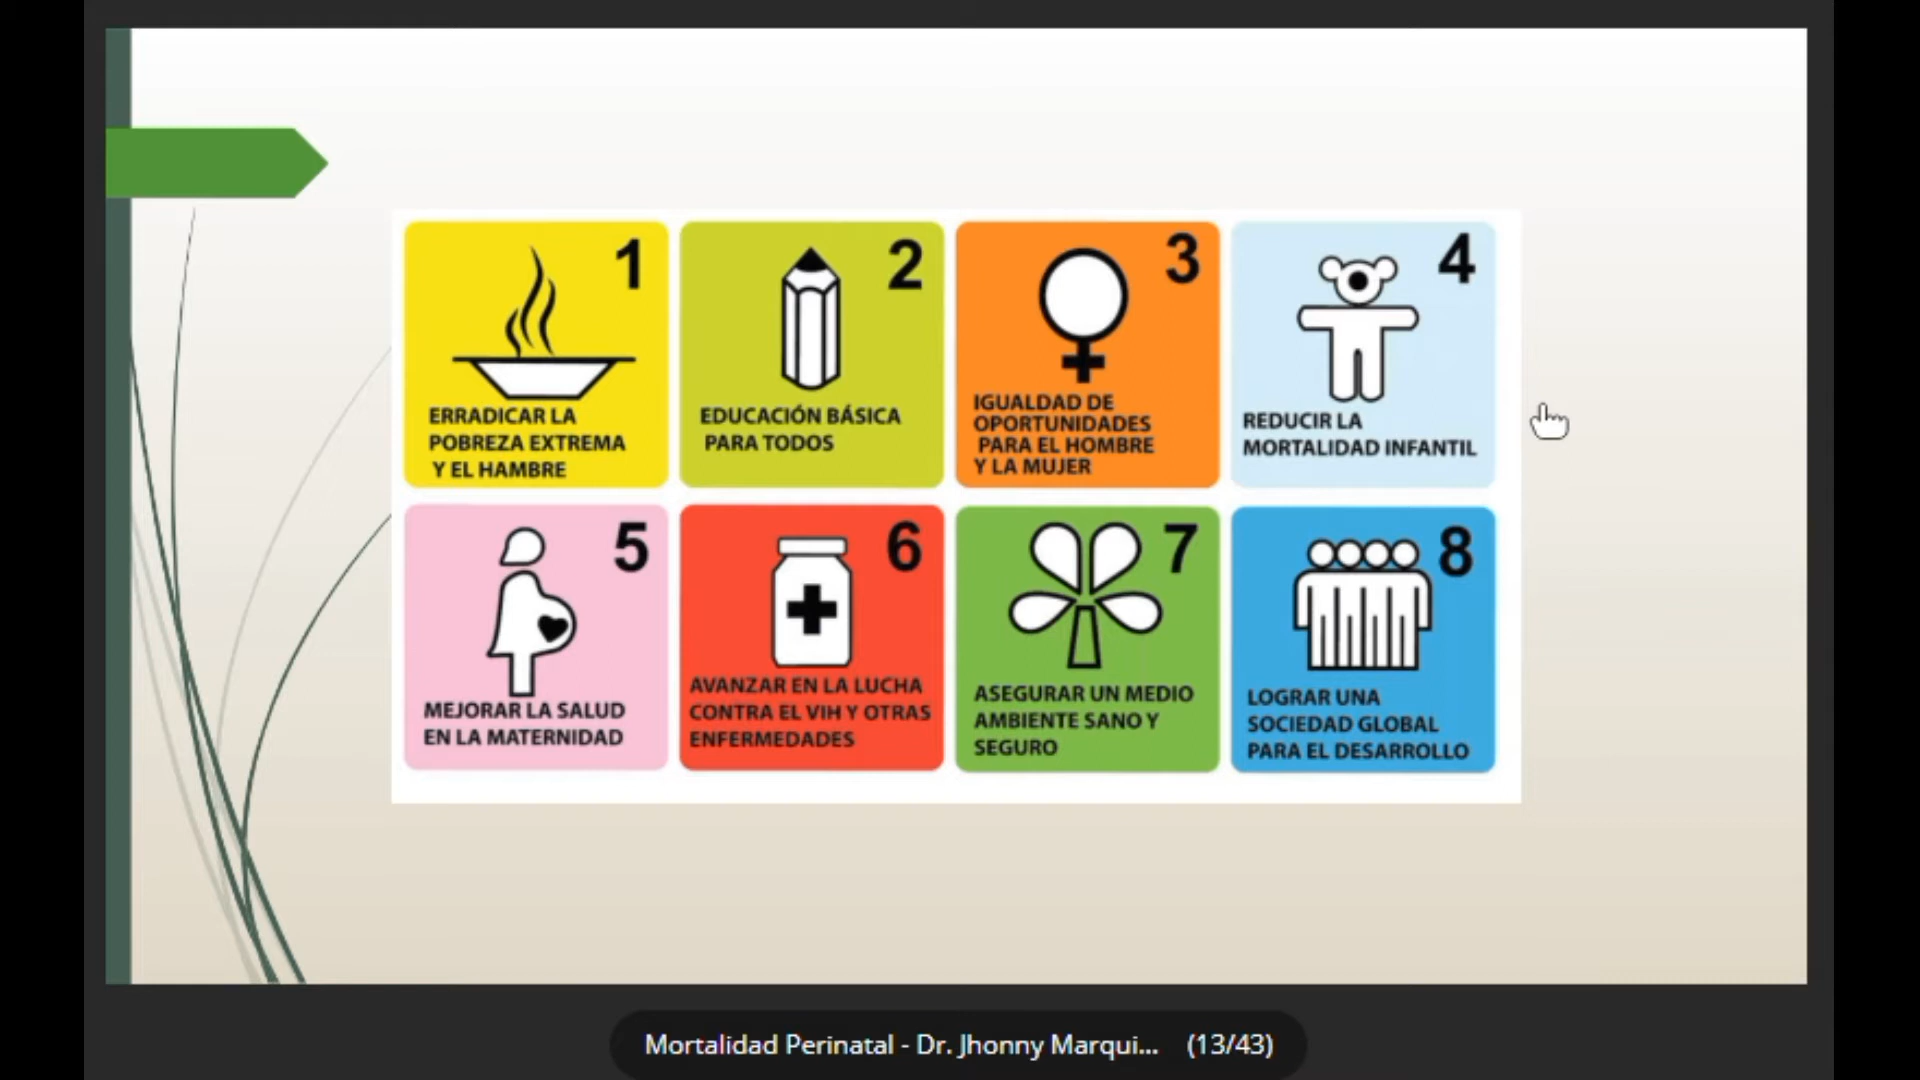 1
ERRADICAR LA
POBREZA EXTREMA
Y EL HAMBRE
2
EDUCACIÓN BÁSICA
PARA TODOS
3
IGUALDAD DE
OPORTUNIDADES
PARA EL HOMBRE
Y LA MUJER
4
REDUCIR LA
MORTALIDAD INFANTIL
5
MEJORAR LA SALUD
EN LA MATERNIDAD
6
AVANZAR EN LA LUCHA
CONTRA EL VIH Y OTRAS
ENFERMEDADES
7
ASEGURAR UN MEDIO
AMBIENTE SANO Y
SEGURO
8
LOGRAR UNA
SOCIEDAD GLOBAL
PARA EL DESARROLLO
Mortalidad Perinatal - Dr. Jhonny Marqui... (13/43)